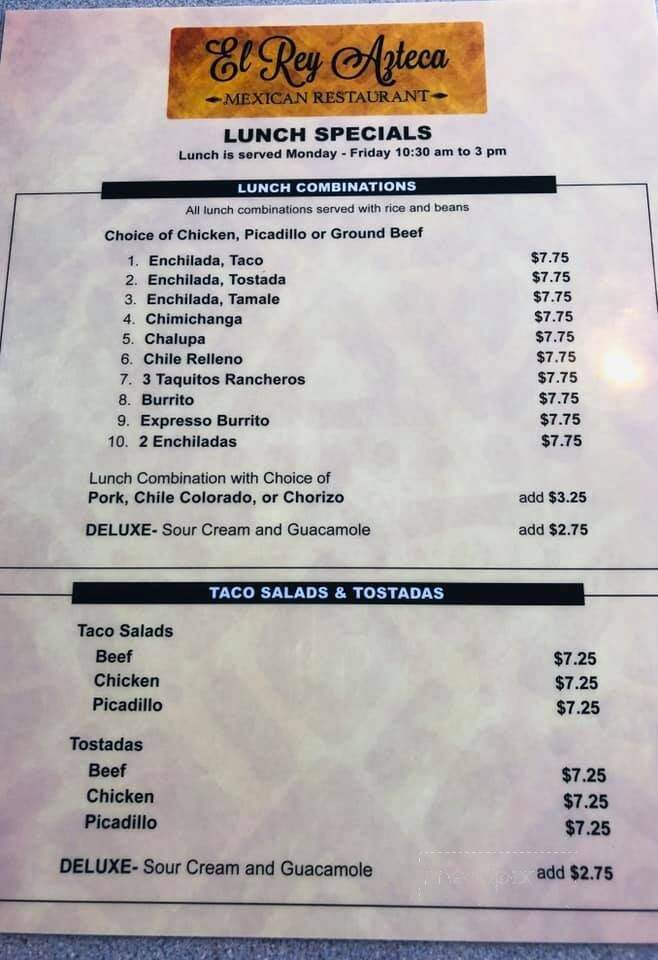 El Rey Azteca
MEXICAN RESTAURANT
LUNCH SPECIALS
Lunch is served Monday - Friday 10:30 am to 3 pm
LUNCH COMBINATIONS
All lunch combinations served with rice and beans
Choice of Chicken, Picadillo or Ground Beef
1. Enchilada, Taco $7.75
2. Enchilada, Tostada $7.75
3. Enchilada, Tamale $7.75
4. Chimichanga $7.75
5. Chalupa $7.75
6. Chile Relleno $7.75
7. 3 Taquitos Rancheros $7.75
8. Burrito $7.75
9. Expresso Burrito $7.75
10. 2 Enchiladas $7.75
Lunch Combination with Choice of
Pork, Chile Colorado, or Chorizo add $3.25
DELUXE- Sour Cream and Guacamole add $2.75
TACO SALADS & TOSTADAS
Taco Salads
Beef $7.25
Chicken $7.25
Picadillo $7.25
Tostadas
Beef $7.25
Chicken $7.25
Picadillo $7.25
DELUXE- Sour Cream and Guacamole add $2.75